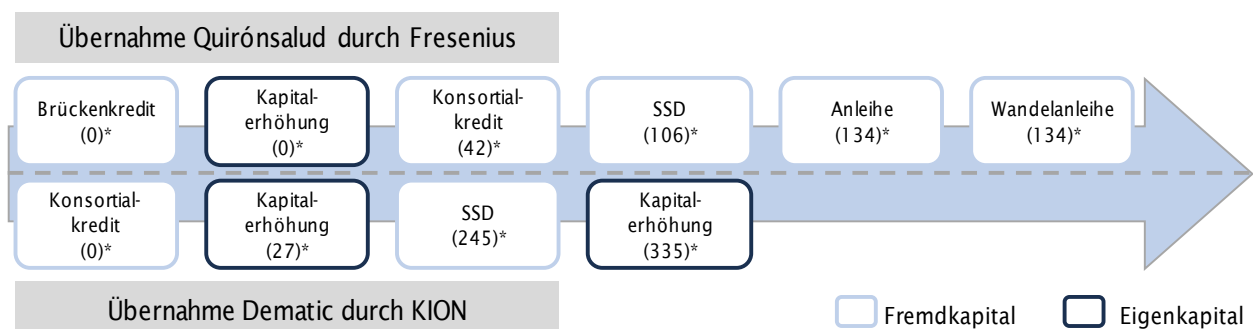 Übernahme Quirónsalud durch Fresenius
Brückenkredit
(0)*
Kapital-
erhöhung
(0)*
Konsortial-
kredit
(42)*
SSD
(106)*
Anleihe
(134)*
Wandelanleihe
(134)*
Konsortial-
kredit
(0)*
Kapital-
erhöhung
(27)*
SSD
(245)*
Kapital-
erhöhung
(335)*
Übernahme Dematic durch KION
Fremdkapital
Eigenkapital